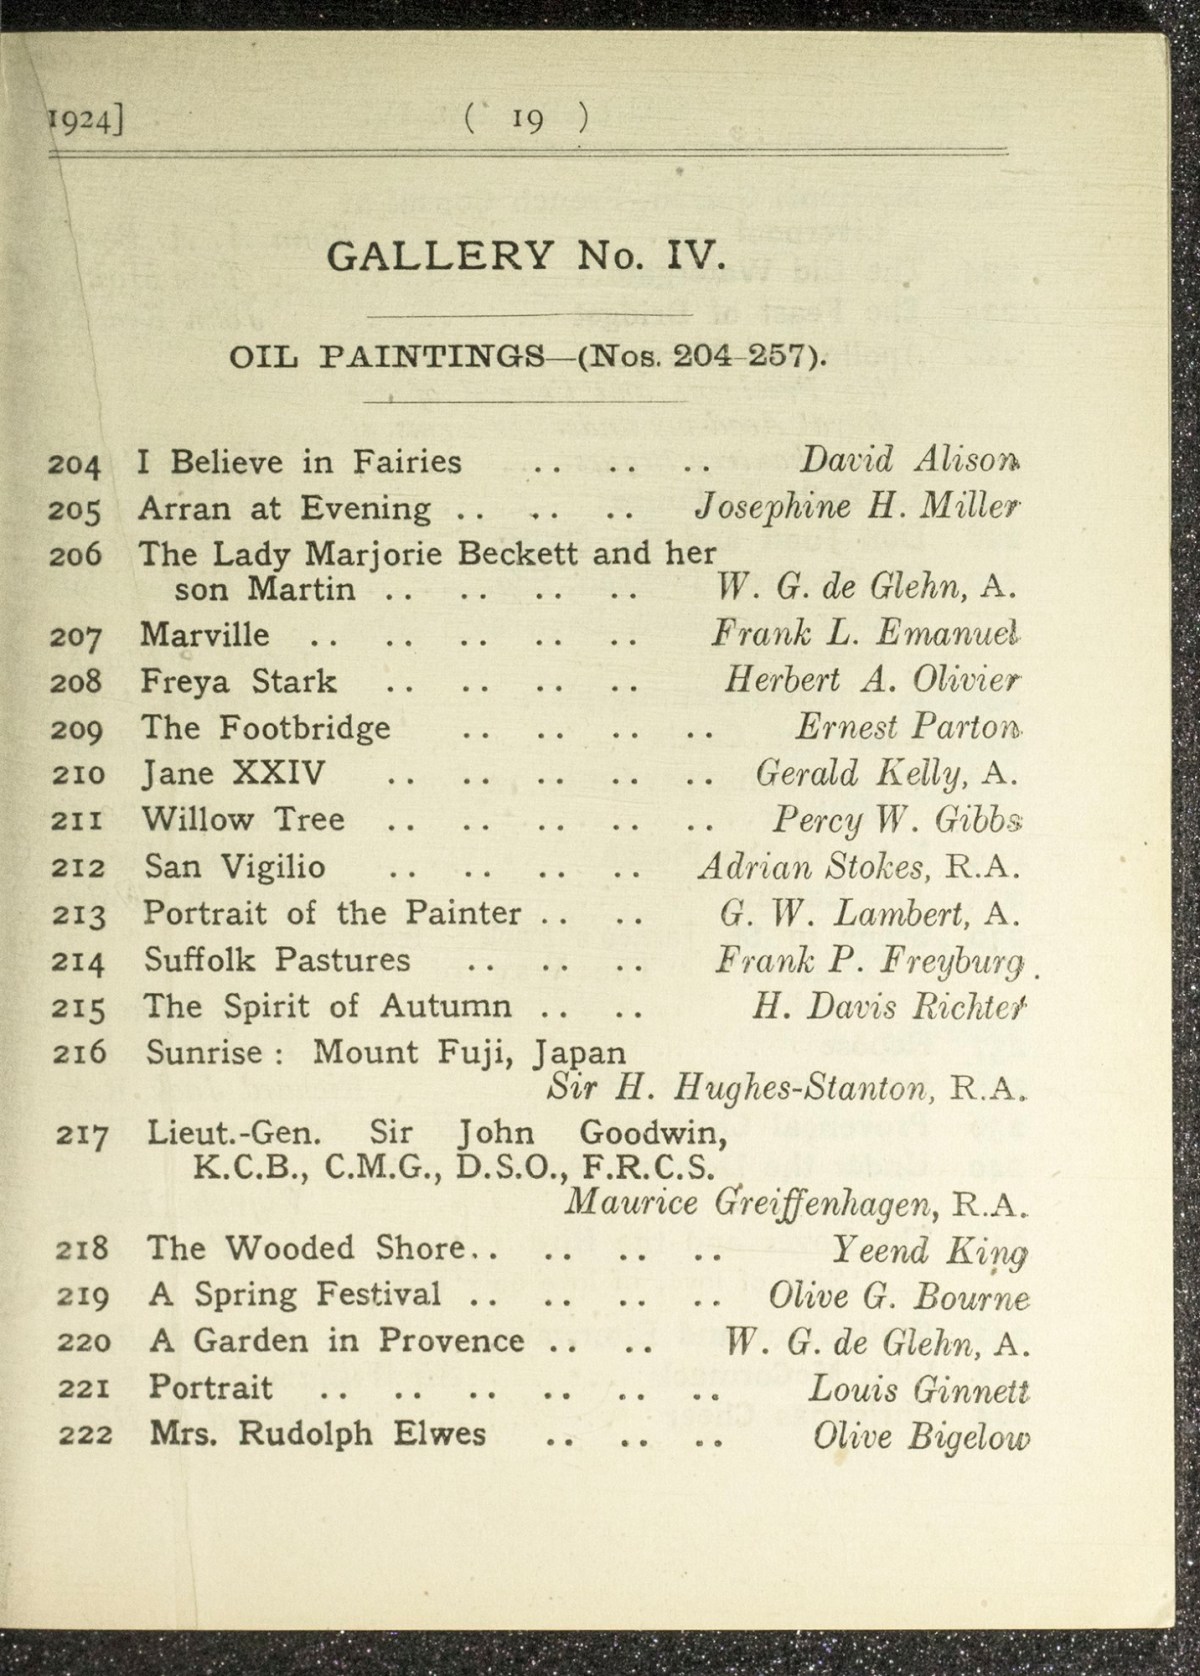 1924] ( 19 )
GALLERY No. IV.
OIL PAINTINGS—(Nos. 204-257).
204 I Believe in Fairies .. .. .. David Alison
205 Arran at Evening .. .. .. Josephine H. Miller
206 The Lady Marjorie Beckett and her
son Martin .. .. .. .. W. G. de Glehn, A.
207 Marville .. .. .. .. .. Frank L. Emanuel
208 Freya Stark .. .. .. .. Herbert A. Olivier
209 The Footbridge .. .. .. .. Ernest Parton
210 Jane XXIV .. .. .. .. .. Gerald Kelly, A.
211 Willow Tree .. .. .. .. .. Percy W. Gibbs
212 San Vigilio .. .. .. .. Adrian Stokes, R.A.
213 Portrait of the Painter .. .. G. W. Lambert, A.
214 Suffolk Pastures .. .. .. Frank P. Freyburg
215 The Spirit of Autumn .. .. H. Davis Richter
216 Sunrise : Mount Fuji, Japan
Sir H. Hughes-Stanton, R.A.
217 Lieut.-Gen. Sir John Goodwin,
K.C.B., C.M.G., D.S.O., F.R.C.S.
Maurice Greiffenhagen, R.A.
218 The Wooded Shore .. .. .. .. Yeend King
219 A Spring Festival .. .. .. .. Olive G. Bourne
220 A Garden in Provence .. .. W. G. de Glehn, A.
221 Portrait .. .. .. .. .. .. Louis Ginnett
222 Mrs. Rudolph Elwes .. .. .. Olive Bigelow